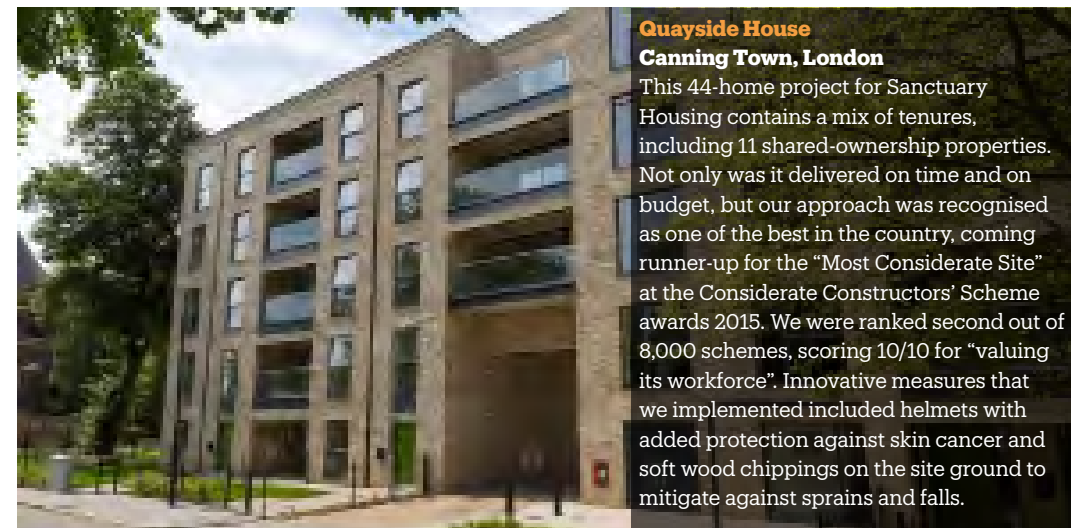 Quayside House
Canning Town, London
This 44-home project for Sanctuary
Housing contains a mix of tenures,
including 11 shared-ownership properties.
Not only was it delivered on time and on
budget, but our approach was recognised
as one of the best in the country, coming
runner-up for the “Most Considerate Site”
at the Considerate Constructors’ Scheme
awards 2015. We were ranked second out of
8,000 schemes, scoring 10/10 for “valuing
its workforce”. Innovative measures that
we implemented included helmets with
added protection against skin cancer and
soft wood chippings on the site ground to
mitigate against sprains and falls.